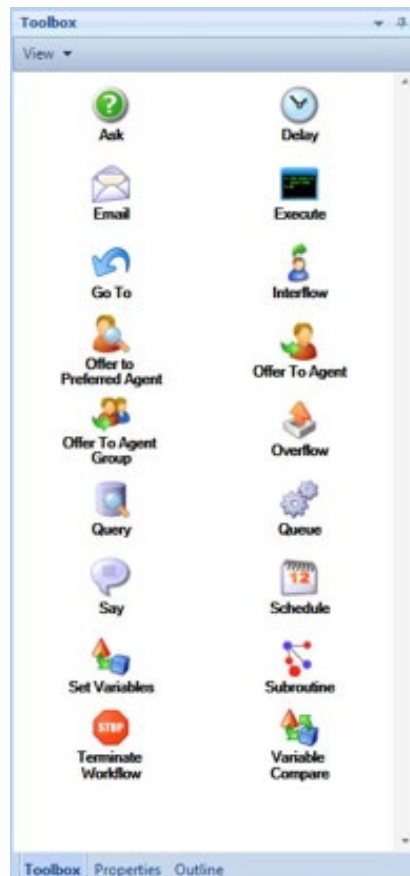 Toolbox
View
Ask Delay
Email Execute
Go To Interflow
Offer to
Preferred Agent
Offer To Agent
Offer To Agent
Group
Overflow
Query Queue
Say
12
Schedule
Set Variables Subroutine
STOP
Terminate
Workflow
Variable
Compare
Toolbox Properties Outline